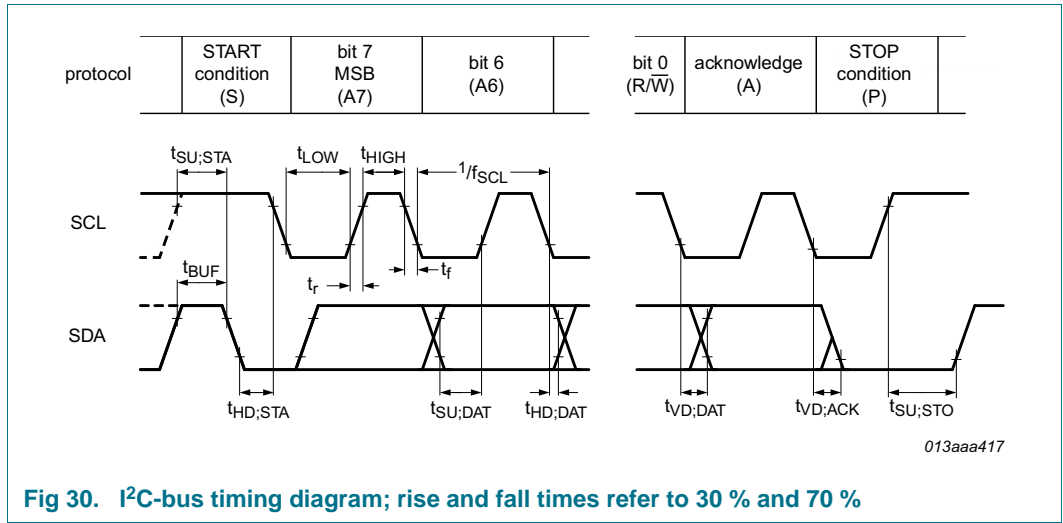 protocol
START condition (S)
bit 7 MSB (A7)
bit 6 (A6)
bit 0 (R/W̅)
acknowledge (A)
STOP condition (P)
tSU;STA
tLOW
tHIGH
1/fSCL
SCL
tBUF
tr
tf
SDA
tHD;STA
tSU;DAT
tHD;DAT
tVD;DAT
tVD;ACK
tSU;STO
013aaa417
Fig 30. I²C-bus timing diagram; rise and fall times refer to 30 % and 70 %